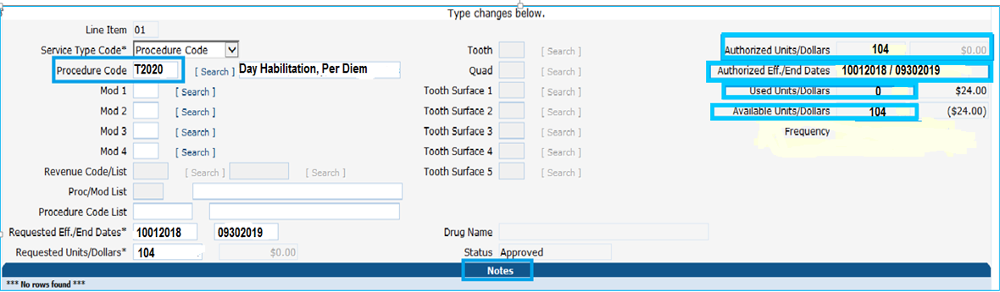 Type changes below.
Line Item 01
Service Type Code* Procedure Code Tooth [ Search ] Authorized Units/Dollars 104 $0.00
Procedure Code T2020 [ Search ] Day Habilitation, Per Diem Quad [ Search ] Authorized Eff./End Dates 10012018 / 09302019
Mod 1 [ Search ] Tooth Surface 1 [ Search ] Used Units/Dollars 0 $24.00
Mod 2 [ Search ] Tooth Surface 2 [ Search ] Available Units/Dollars 104 ($24.00)
Mod 3 [ Search ] Tooth Surface 3 [ Search ] Frequency
Mod 4 [ Search ] Tooth Surface 4 [ Search ]
Revenue Code/List [ Search ] [ Search ] Tooth Surface 5 [ Search ]
Proc/Mod List
Procedure Code List
Requested Eff./End Dates* 10012018 09302019 Drug Name
Requested Units/Dollars* 104 $0.00 Status Approved
Notes
*** No rows found ***